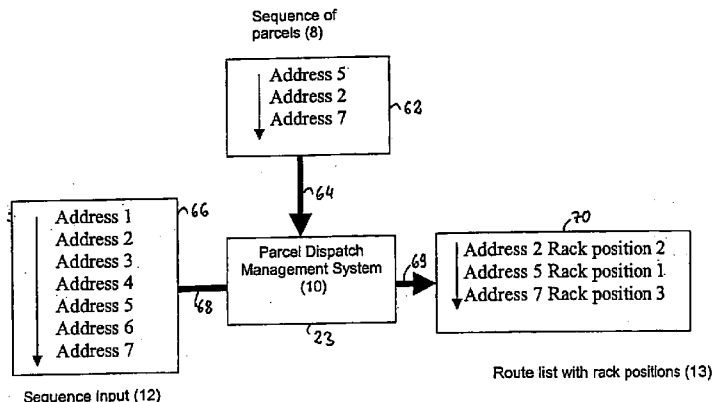 Sequence of
parcels (8)
Address 5
Address 2
Address 7
62
64
66
Address 1
Address 2
Address 3
Address 4
Address 5
Address 6
Address 7
68
Parcel Dispatch
Management System
(10)
23
69
70
Address 2 Rack position 2
Address 5 Rack position 1
Address 7 Rack position 3
Sequence Input (12)
Route list with rack positions (13)